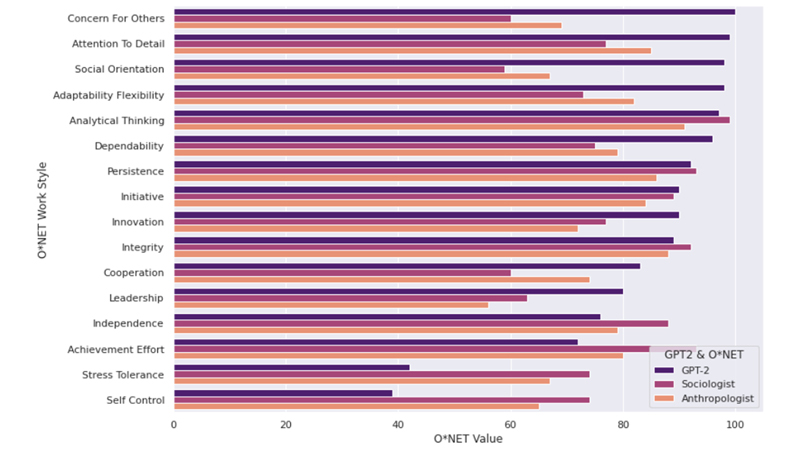 Concern For Others
Attention To Detail
Social Orientation
Adaptability Flexibility
Analytical Thinking
Dependability
Persistence
Initiative
Innovation
Integrity
Cooperation
Leadership
Independence
Achievement Effort
Stress Tolerance
Self Control
O*NET Work Style
GPT2 & O*NET
GPT-2
Sociologist
Anthropologist
0 20 40 60 80 100
O*NET Value